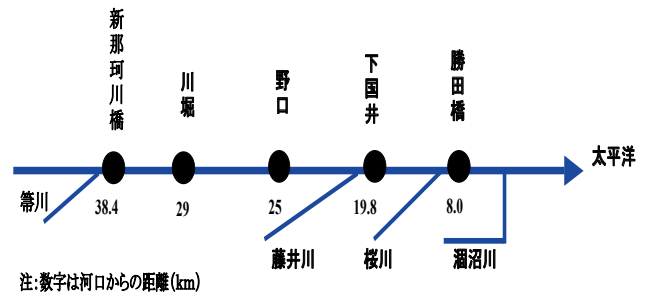 新那珂川橋
川堀
野口
下国井
勝田橋
太平洋
箒川
38.4
29
25
19.8
8.0
藤井川
桜川
涸沼川
注:数字は河口からの距離(km)